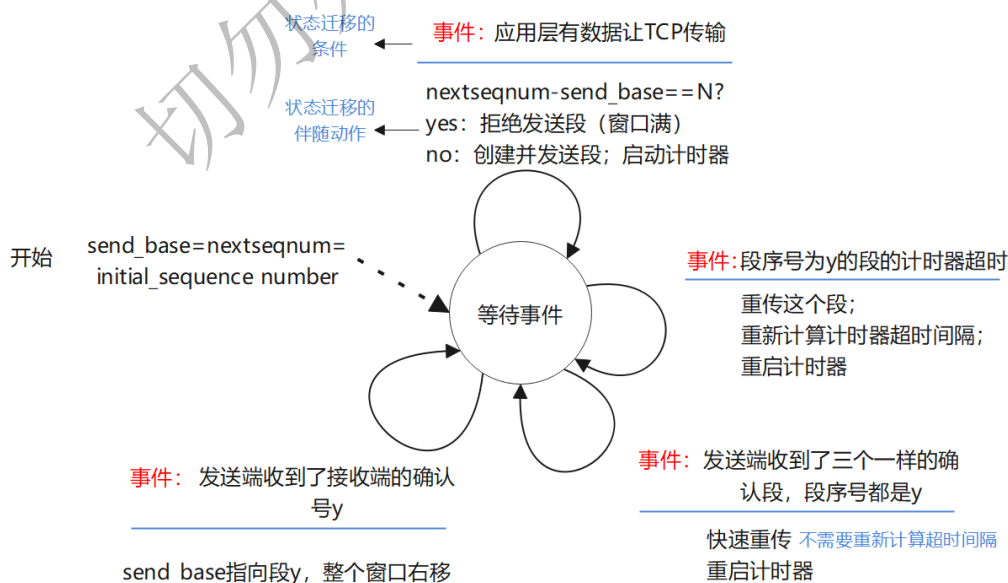 切勿
状态迁移的
条件
事件：应用层有数据让TCP传输
状态迁移的
伴随动作
nextseqnum-send_base==N?
yes：拒绝发送段（窗口满）
no：创建并发送段；启动计时器
开始
send_base=nextseqnum=
initial_sequence number
等待事件
事件:段序号为y的段的计时器超时
重传这个段；
重新计算计时器超时间隔；
重启计时器
事件：发送端收到了接收端的确认
号y
send_base指向段y，整个窗口右移
事件：发送端收到了三个一样的确
认段，段序号都是y
快速重传 不需要重新计算超时间隔
重启计时器